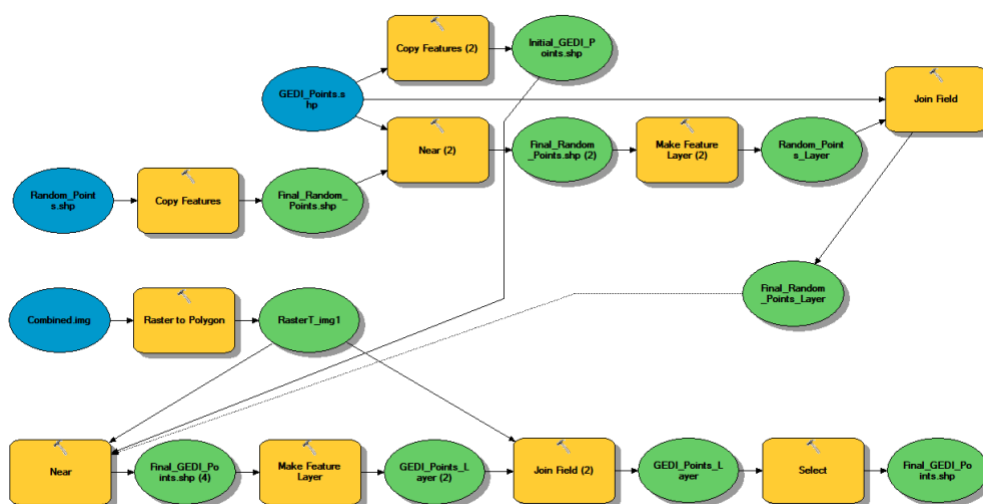 Copy Features (2)
Initial_GEDI_P
oints.shp
GEDI_Points.s
hp
Join Field
Near (2)
Final_Random
_Points.shp (2)
Make Feature
Layer (2)
Random_Point
s_Layer
Random_Point
s.shp
Copy Features
Final_Random_
Points.shp
Final_Random
_Points_Layer
Combined.img
Raster to Polygon
RasterT_img1
Near
Final_GEDI_Po
ints.shp (4)
Make Feature
Layer
GEDI_Points_L
ayer (2)
Join Field (2)
GEDI_Points_L
ayer
Select
Final_GEDI_Po
ints.shp